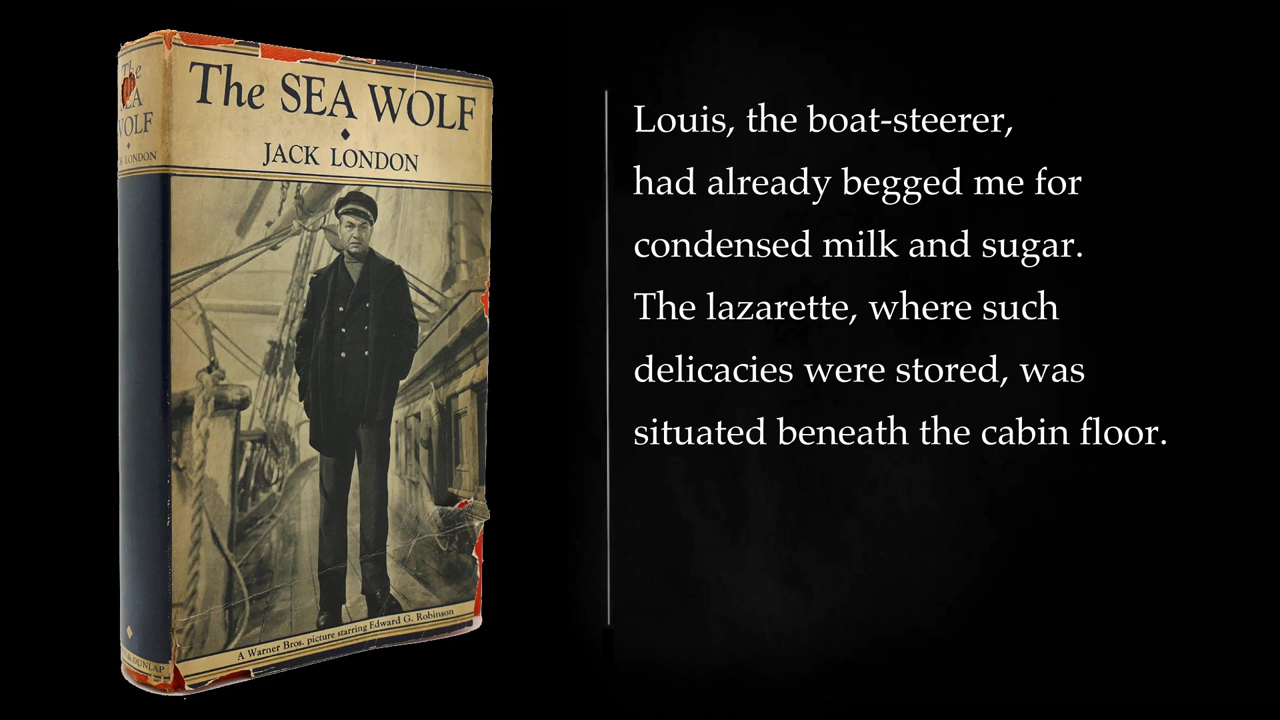 The SEA WOLF
JACK LONDON
A Warner Bros. picture starring Edward G. Robinson
The
WOLF
LONDON
DUNLAP
Louis, the boat-steerer,
had already begged me for
condensed milk and sugar.
The lazarette, where such
delicacies were stored, was
situated beneath the cabin floor.